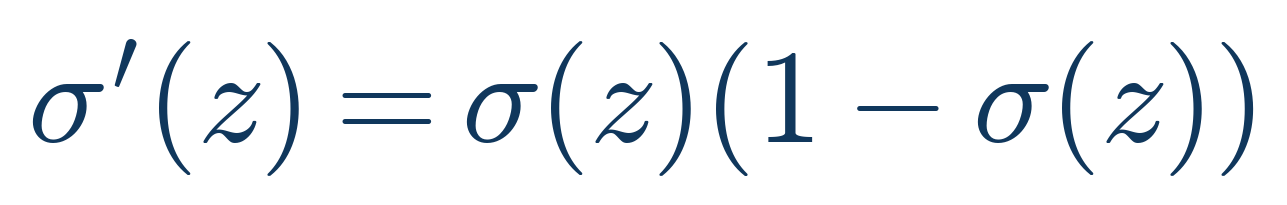 σ′(z) = σ(z)(1 − σ(z))